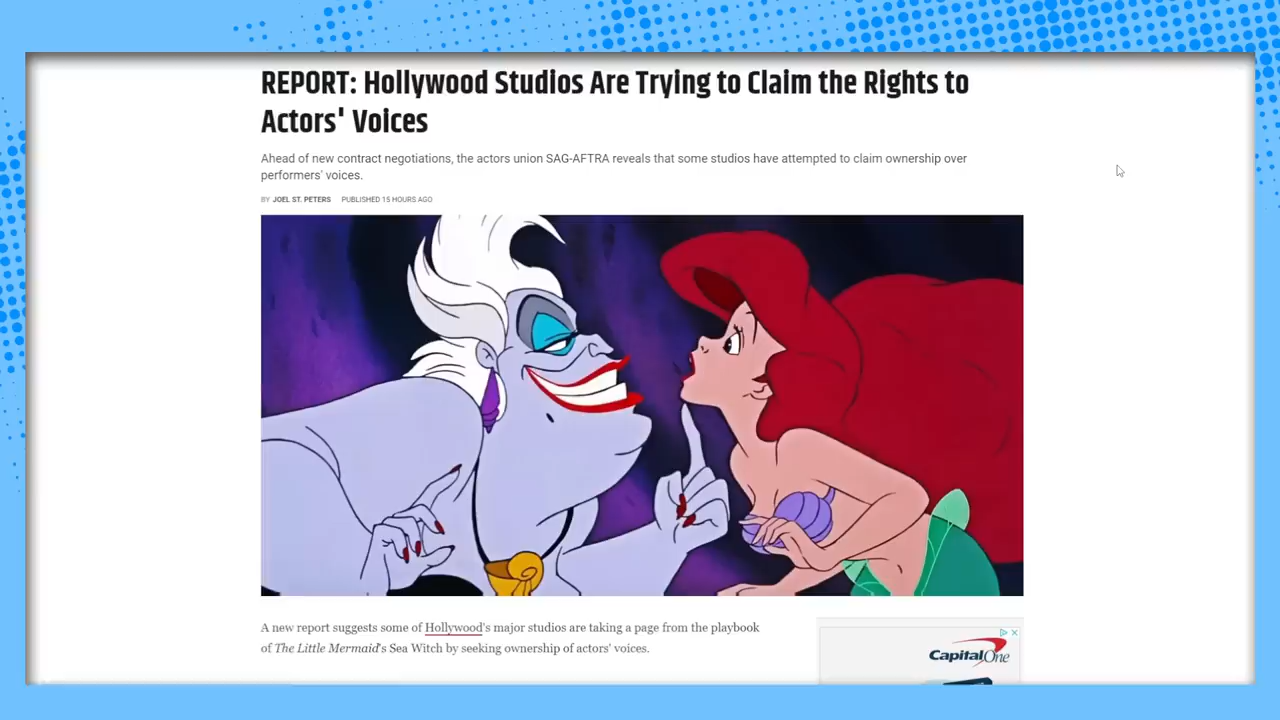 REPORT: Hollywood Studios Are Trying to Claim the Rights to
Actors' Voices
Ahead of new contract negotiations, the actors union SAG-AFTRA reveals that some studios have attempted to claim ownership over
performers' voices.
BY JOEL ST. PETERS PUBLISHED 15 HOURS AGO
A new report suggests some of Hollywood's major studios are taking a page from the playbook
of The Little Mermaid's Sea Witch by seeking ownership of actors' voices.
Capital One